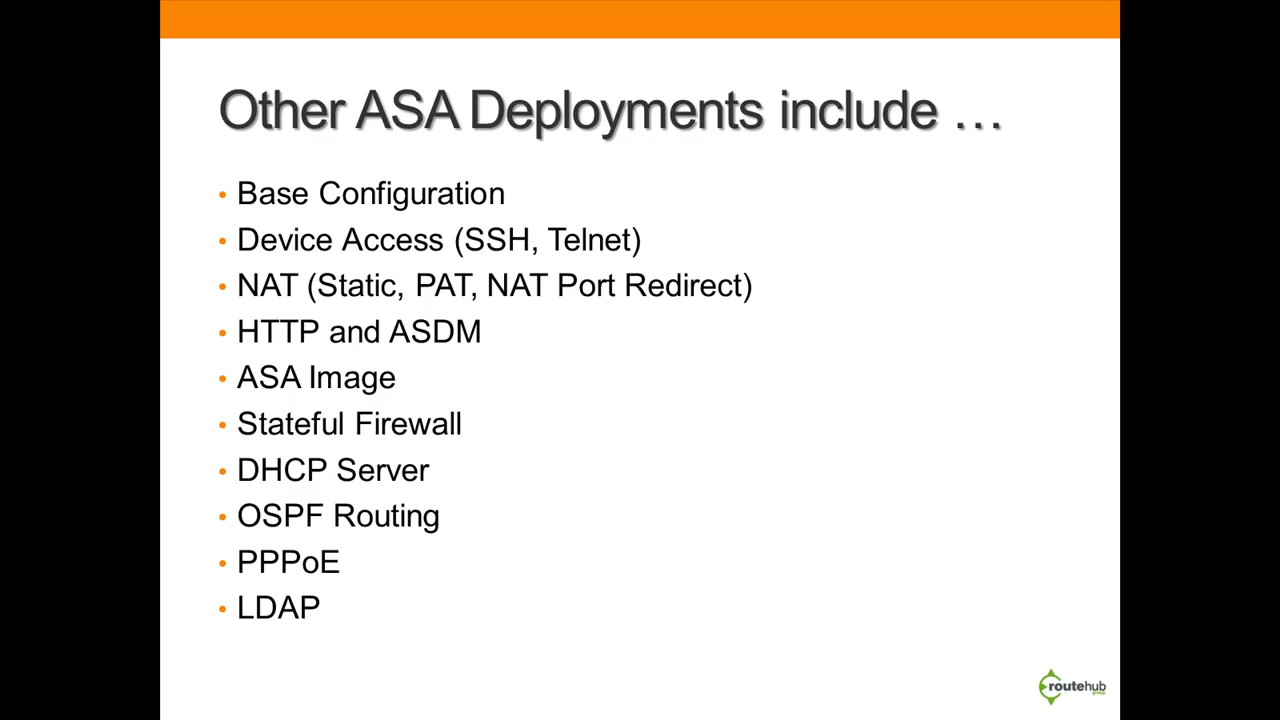 Other ASA Deployments include …
• Base Configuration
• Device Access (SSH, Telnet)
• NAT (Static, PAT, NAT Port Redirect)
• HTTP and ASDM
• ASA Image
• Stateful Firewall
• DHCP Server
• OSPF Routing
• PPPoE
• LDAP
routehub
group